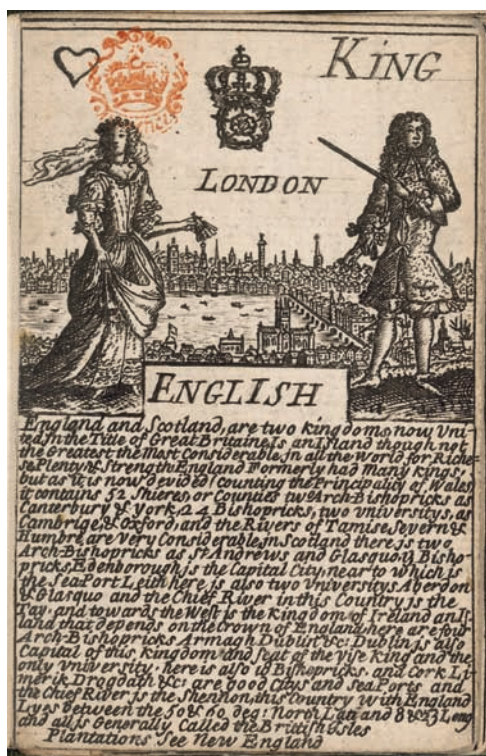 KING
LONDON
ENGLISH
England and Scotland, are two kingdoms now Vni-
ted In the Title of Great Britaine, Is an Island though not
the Greatest the Most Considerable, in all the World, for Riche=
se Plenty & Strength England Formerly had Many Kings,
but as it is now devided (counting the Principality of Wales
it contains 52 Shieres, or Counties two Arch-Bishopricks as
Canterbury & York, 24 Bishopricks, two vniversitys, as
Cambrige, & Oxford, and the Rivers of Tamise Severn &
Humbre are Very Considerable, in Scotland there is two
Arch-Bishopricks as St Andrews and Glasquo, 12 Bisho-
pricks, Edenborough is the Capital City, near to which is
the Sea Port Leith here is also two Vniversitys Aberdon
& Glasquo and the Chief River in this Country is the
Tay. and towards the West is the Kingdom of Ireland an Is-
land that depends on the Crown of England, here are four
Arch-Bishopricks Armagh Dublin &c: Dublin is also
Capital of this kingdom and Seat of the Vise King and the
only vniversity, here is also Bishopricks. and Cork Li-
merik Drogdath &c: are good Citys and Sea Ports and
the Chief River is the Shenhon, this Country with England
Lyes between the 50 & 60 deg: North Lati: and 8 & 23 Long
and all is Generally Called the British Isles
Plantations See New England